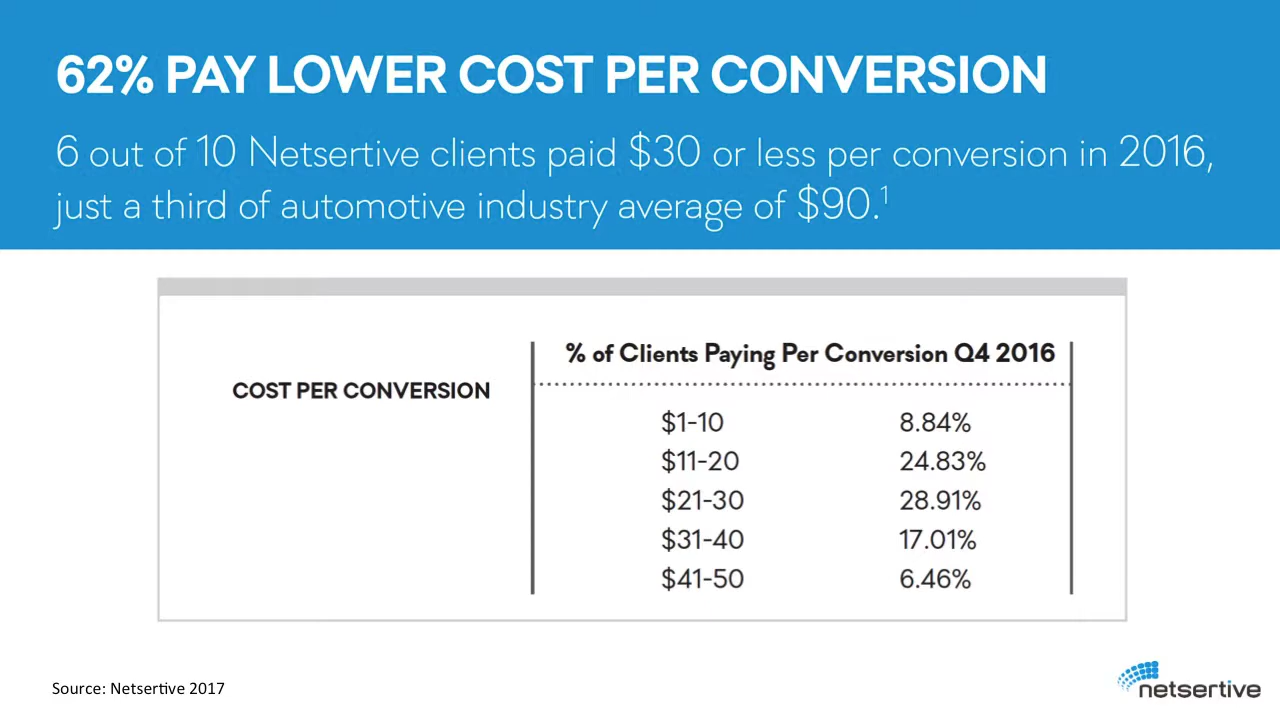 62% PAY LOWER COST PER CONVERSION
6 out of 10 Netsertive clients paid $30 or less per conversion in 2016,
just a third of automotive industry average of $90.¹
% of Clients Paying Per Conversion Q4 2016
COST PER CONVERSION
$1-10 8.84%
$11-20 24.83%
$21-30 28.91%
$31-40 17.01%
$41-50 6.46%
Source: Netsertive 2017
netsertive